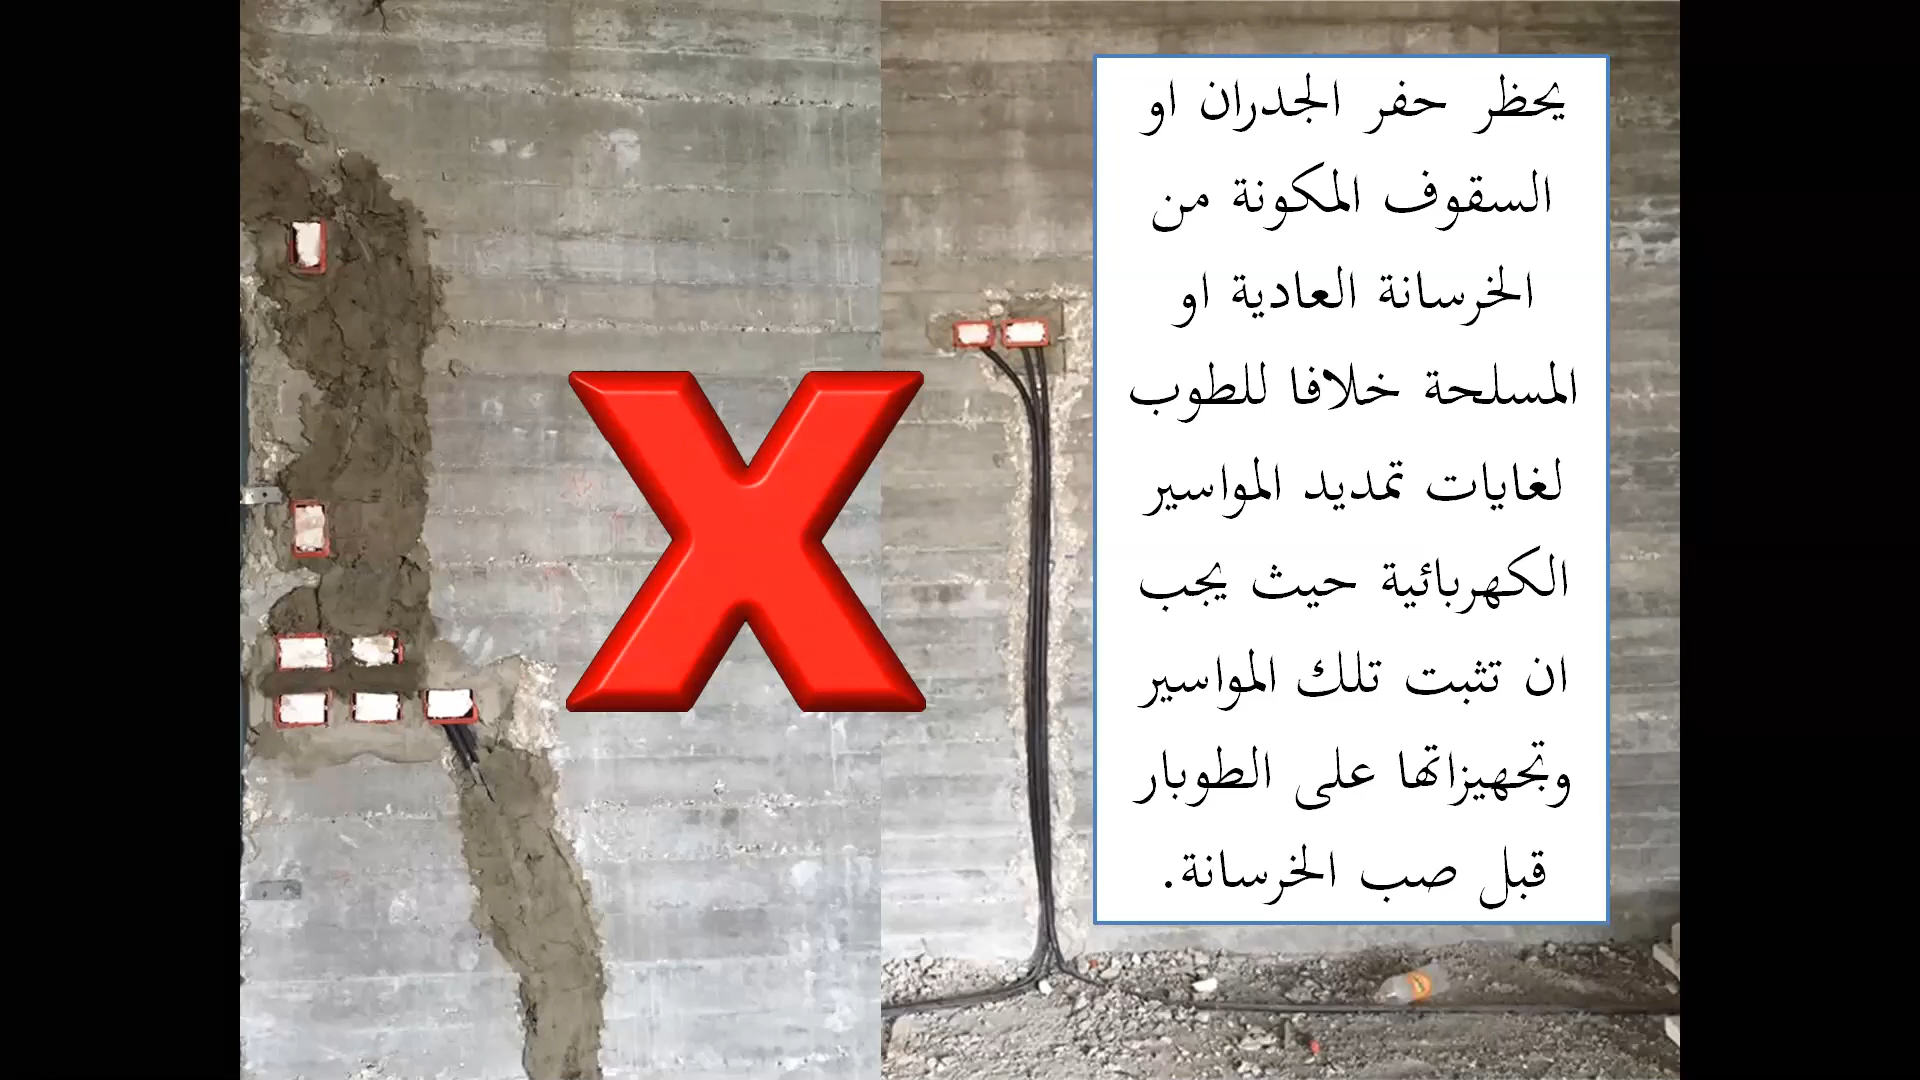 يحظر حفر الجدران او
السقوف المكونة من
الخرسانة العادية او
المسلحة خلافا للطوب
لغايات تمديد المواسير
الكهربائية حيث يجب
ان تثبت تلك المواسير
وتجهيزاتها على الطوبار
قبل صب الخرسانة.
X